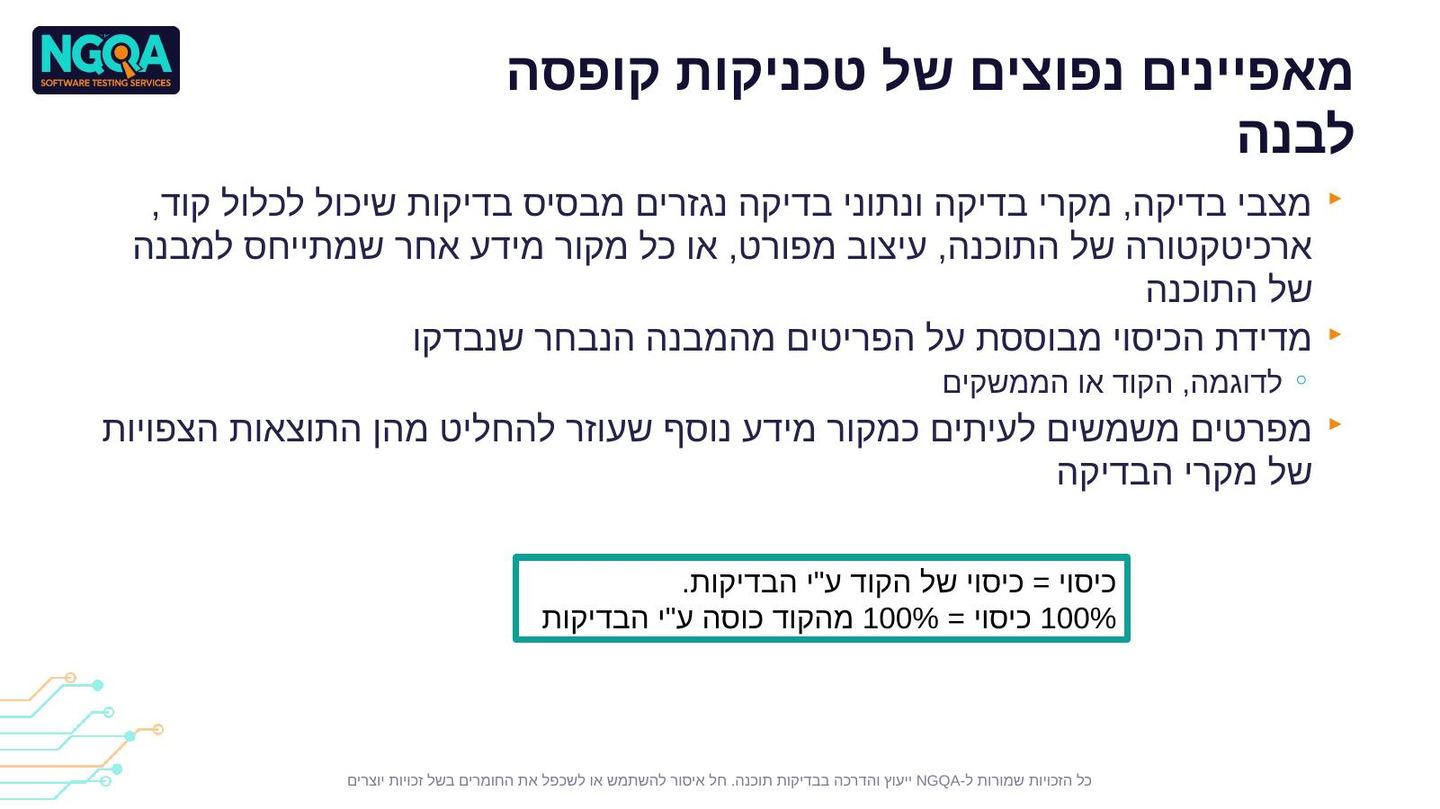 NGQA
SOFTWARE TESTING SERVICES
מאפיינים נפוצים של טכניקות קופסה
לבנה
מצבי בדיקה, מקרי בדיקה ונתוני בדיקה נגזרים מבסיס בדיקות שיכול לכלול קוד,
ארכיטקטורה של התוכנה, עיצוב מפורט, או כל מקור מידע אחר שמתייחס למבנה
של התוכנה
מדידת הכיסוי מבוססת על הפריטים מהמבנה הנבחר שנבדקו
לדוגמה, הקוד או הממשקים
מפרטים משמשים לעיתים כמקור מידע נוסף שעוזר להחליט מהן התוצאות הצפויות
של מקרי הבדיקה
כיסוי = כיסוי של הקוד ע"י הבדיקות.
100% כיסוי = 100% מהקוד כוסה ע"י הבדיקות
כל הזכויות שמורות ל-NGQA ייעוץ והדרכה בבדיקות תוכנה. חל איסור להשתמש או לשכפל את החומרים בשל זכויות יוצרים